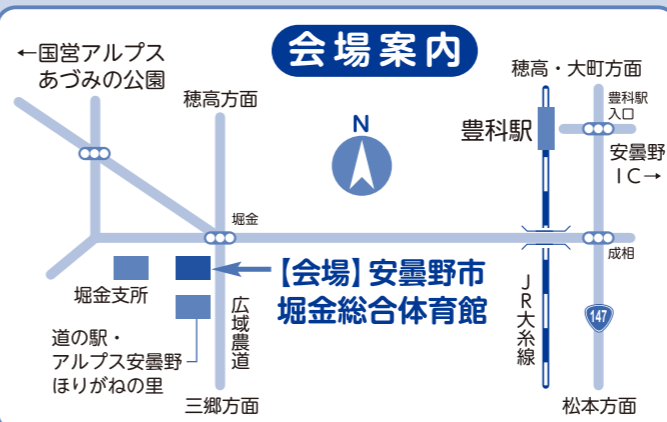 会場案内
←国営アルプス
あづみの公園
穂高方面
N
穂高・大町方面
豊科駅
豊科駅
入口
安曇野
IC→
堀金
成相
【会場】安曇野市
堀金総合体育館
堀金支所
道の駅・
アルプス安曇野
ほりがねの里
広域農道
JR大糸線
147
三郷方面
松本方面